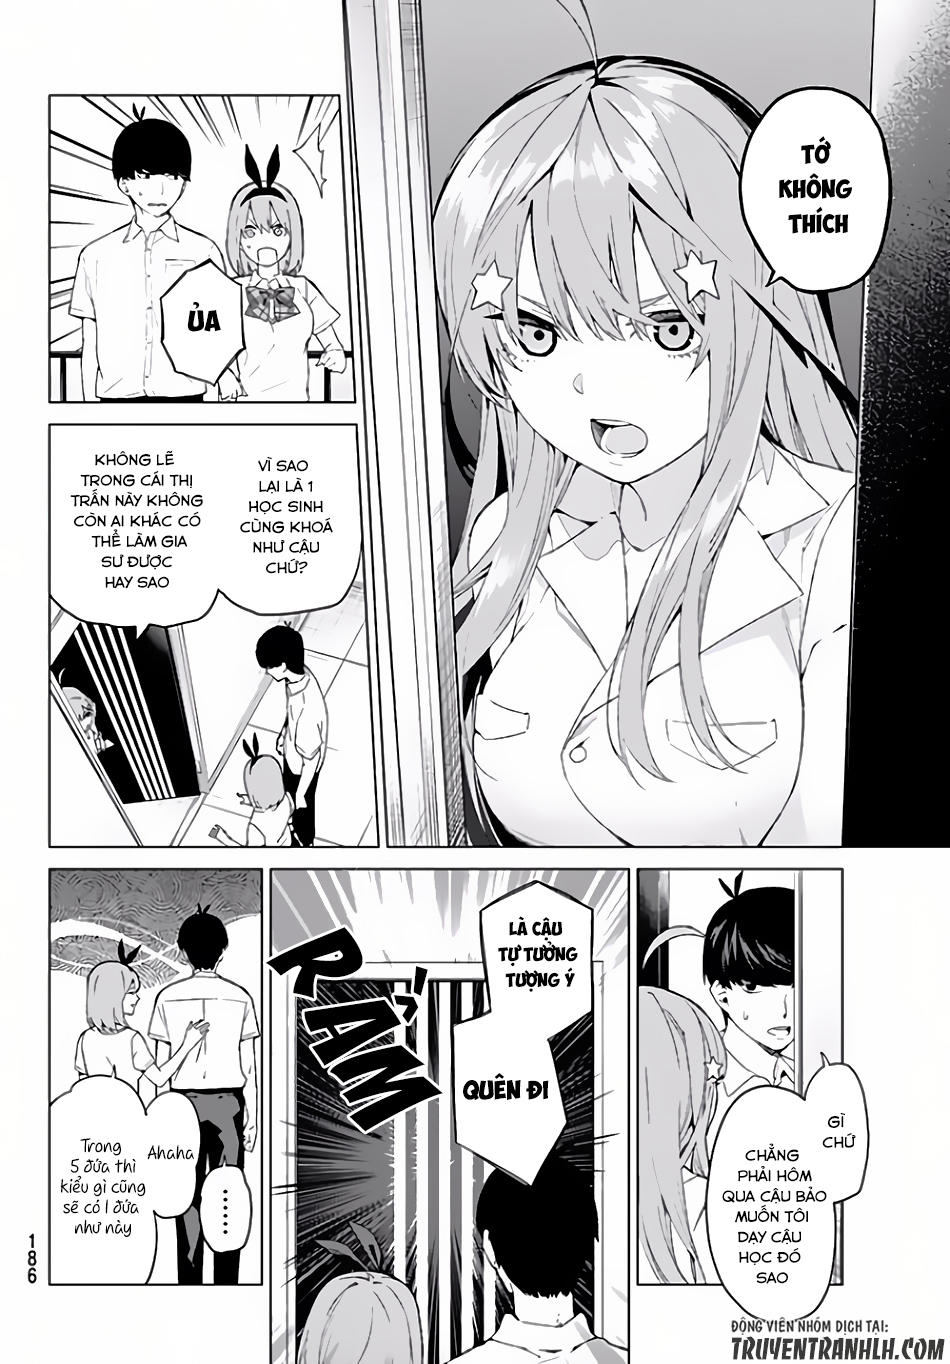 TỚ
KHÔNG
THÍCH
ỦA
VÌ SAO
LẠI LÀ 1
HỌC SINH
CÙNG KHOÁ
NHƯ CẬU
CHỨ?
KHÔNG LẼ
TRONG CÁI THỊ
TRẤN NÀY KHÔNG
CÒN AI KHÁC CÓ
THỂ LÀM GIA
SƯ ĐƯỢC
HAY SAO
GÌ
CHỨ
CHẲNG
PHẢI HÔM
QUA CẬU BẢO
MUỐN TÔI
DẠY CẬU
HỌC ĐÓ
SAO
LÀ CẬU
TỰ TƯỞNG
TƯỢNG Ý
QUÊN ĐI
RẦM
Ahaha
Trong
5 đứa thì
kiểu gì cũng
sẽ có 1 đứa
như này
......
186
ĐỘNG VIÊN NHÓM DỊCH TẠI:
TRUYENTRANHLH.COM